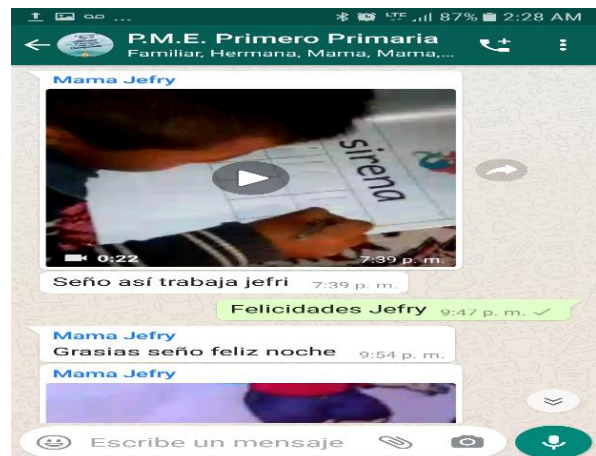 LTE 87% 2:28 AM
P.M.E. Primero Primaria
Familiar, Hermana, Mama, Mama,...
Mama Jefry
sirena
0:22 7:39 p. m.
Seño así trabaja jefri 7:39 p. m.
Felicidades Jefry 9:47 p. m.
Mama Jefry
Grasias seño feliz noche 9:54 p. m.
Mama Jefry
Escribe un mensaje